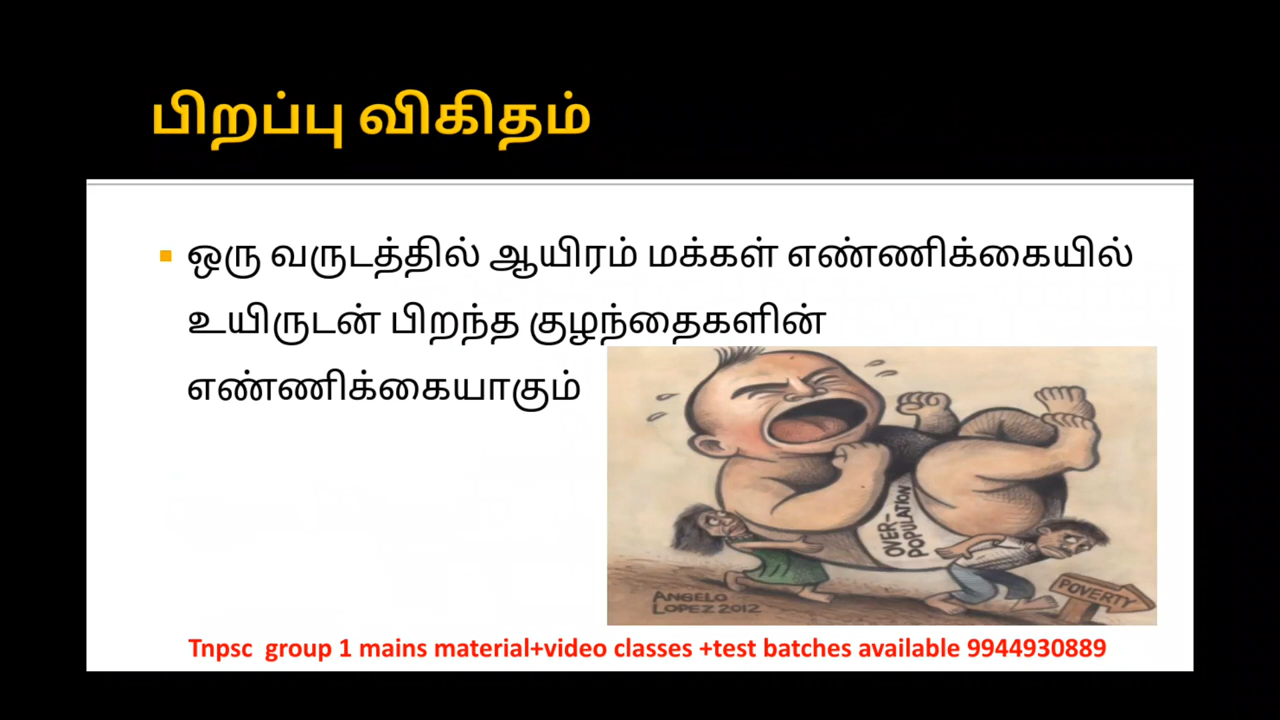 பிறப்பு விகிதம்
ஒரு வருடத்தில் ஆயிரம் மக்கள் எண்ணிக்கையில்
உயிருடன் பிறந்த குழந்தைகளின்
எண்ணிக்கையாகும்
OVER-
POPULATION
POVERTY
ANGELO
LOPEZ 2012
Tnpsc group 1 mains material+video classes +test batches available 9944930889